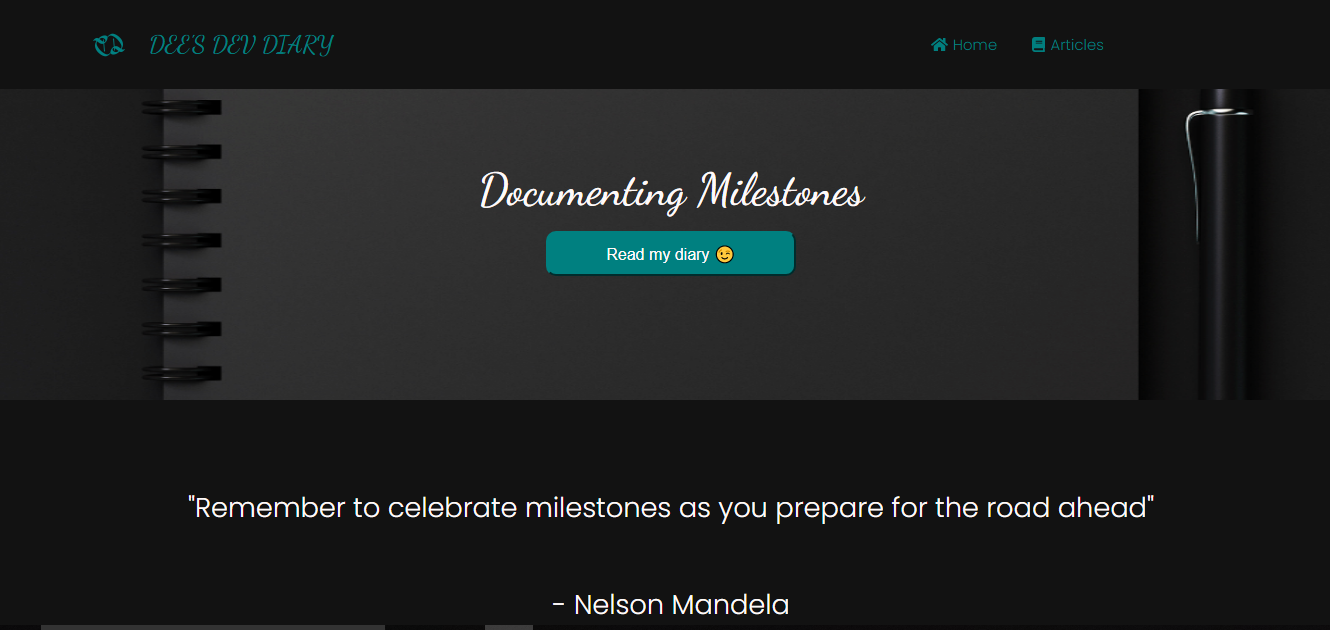 DEE'S DEV DIARY
Home
Articles
Documenting Milestones
Read my diary 😉
"Remember to celebrate milestones as you prepare for the road ahead"
- Nelson Mandela